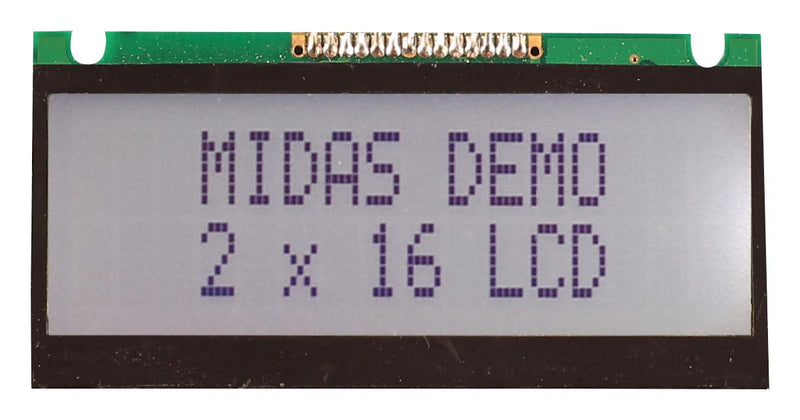 MIDAS DEMO
2 x 16 LCD